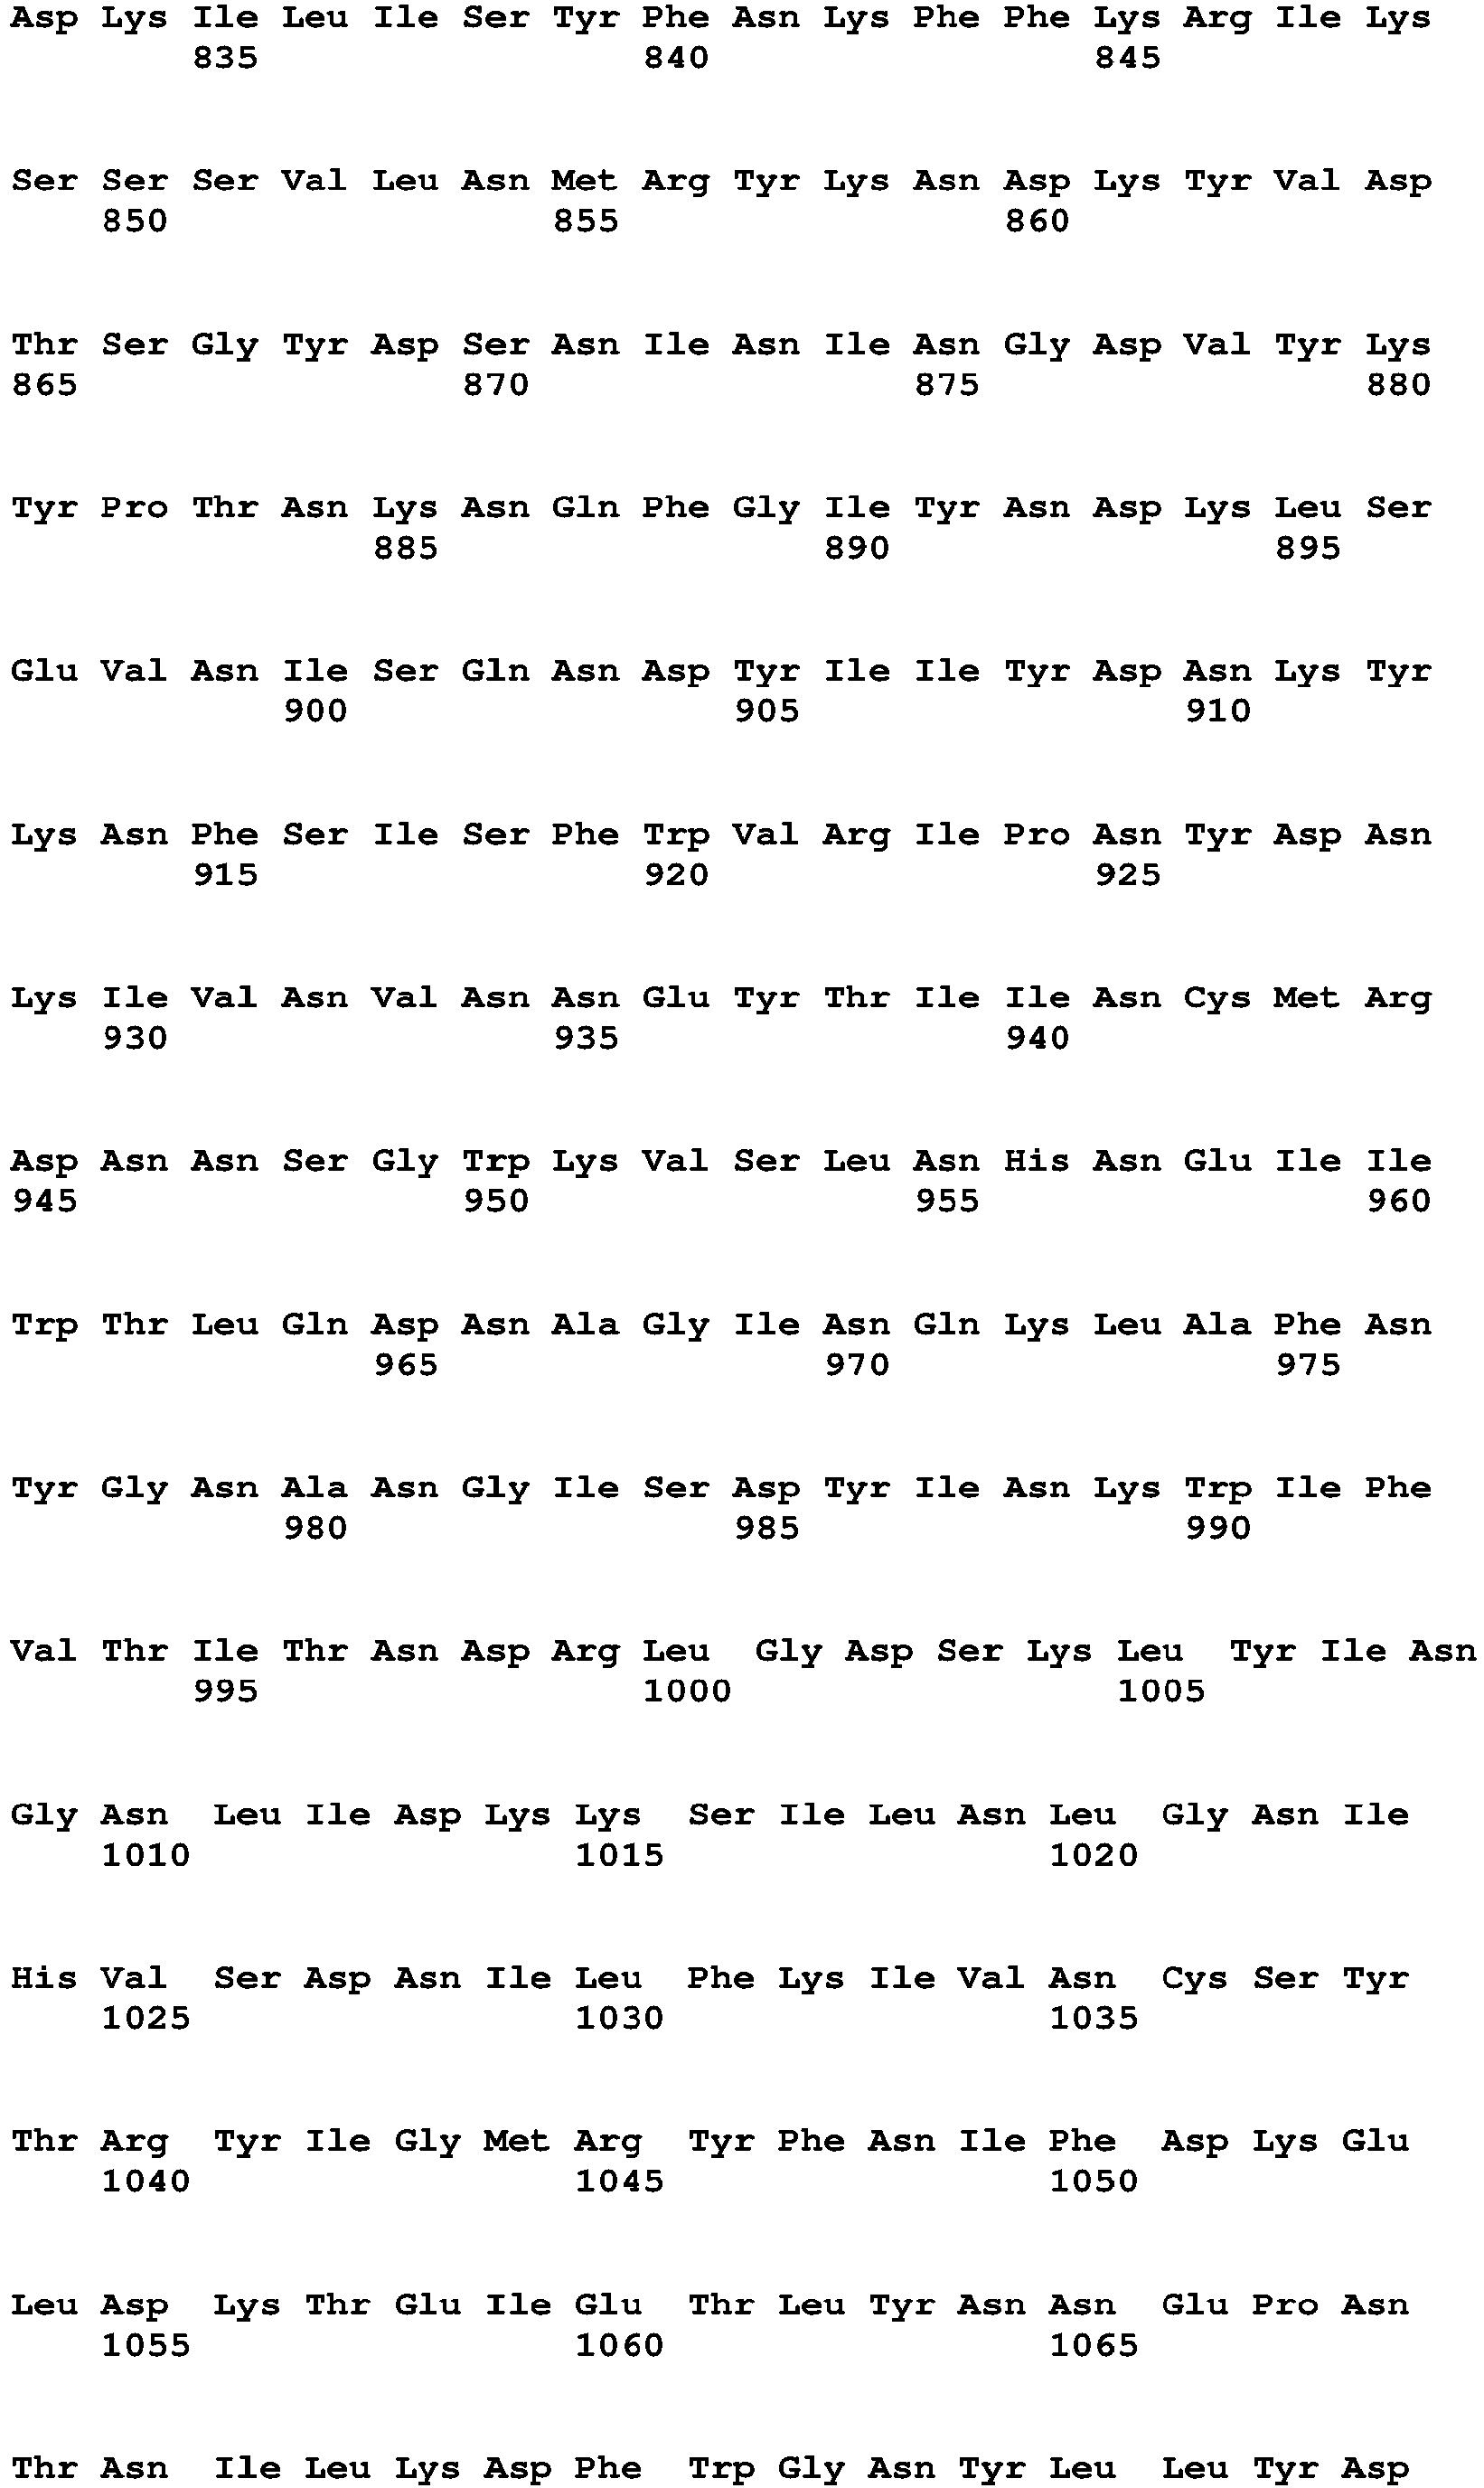 Asp Lys Ile Leu Ile Ser Tyr Phe Asn Lys Phe Phe Lys Arg Ile Lys
835 840 845
Ser Ser Ser Val Leu Asn Met Arg Tyr Lys Asn Asp Lys Tyr Val Asp
850 855 860
Thr Ser Gly Tyr Asp Ser Asn Ile Asn Ile Asn Gly Asp Val Tyr Lys
865 870 875 880
Tyr Pro Thr Asn Lys Asn Gln Phe Gly Ile Tyr Asn Asp Lys Leu Ser
885 890 895
Glu Val Asn Ile Ser Gln Asn Asp Tyr Ile Ile Tyr Asp Asn Lys Tyr
900 905 910
Lys Asn Phe Ser Ile Ser Phe Trp Val Arg Ile Pro Asn Tyr Asp Asn
915 920 925
Lys Ile Val Asn Val Asn Asn Glu Tyr Thr Ile Ile Asn Cys Met Arg
930 935 940
Asp Asn Asn Ser Gly Trp Lys Val Ser Leu Asn His Asn Glu Ile Ile
945 950 955 960
Trp Thr Leu Gln Asp Asn Ala Gly Ile Asn Gln Lys Leu Ala Phe Asn
965 970 975
Tyr Gly Asn Ala Asn Gly Ile Ser Asp Tyr Ile Asn Lys Trp Ile Phe
980 985 990
Val Thr Ile Thr Asn Asp Arg Leu Gly Asp Ser Lys Leu Tyr Ile Asn
995 1000 1005
Gly Asn Leu Ile Asp Lys Lys Ser Ile Leu Asn Leu Gly Asn Ile
1010 1015 1020
His Val Ser Asp Asn Ile Leu Phe Lys Ile Val Asn Cys Ser Tyr
1025 1030 1035
Thr Arg Tyr Ile Gly Met Arg Tyr Phe Asn Ile Phe Asp Lys Glu
1040 1045 1050
Leu Asp Lys Thr Glu Ile Glu Thr Leu Tyr Asn Asn Glu Pro Asn
1055 1060 1065
Thr Asn Ile Leu Lys Asp Phe Trp Gly Asn Tyr Leu Leu Tyr Asp